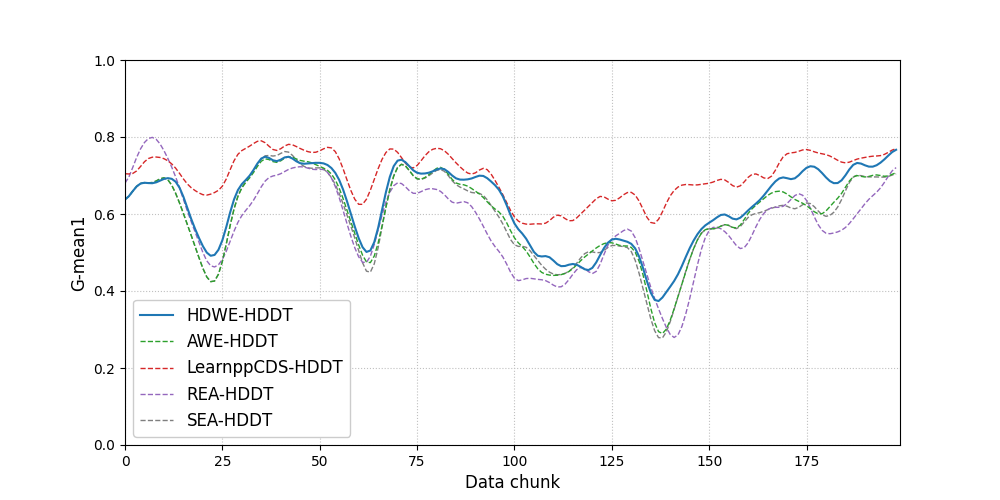 1.0
0.8
0.6
0.4
0.2
0.0
G-mean1
HDWE-HDDT
AWE-HDDT
LearnppCDS-HDDT
REA-HDDT
SEA-HDDT
0 25 50 75 100 125 150 175
Data chunk